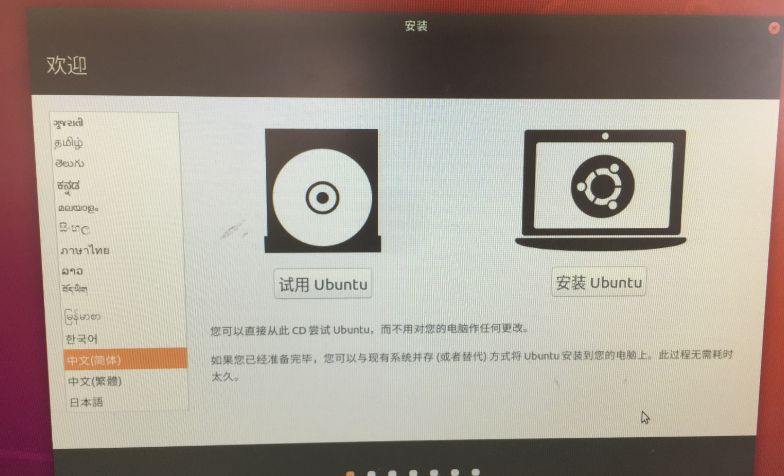 安装
欢迎
ગુજરાતી
தமிழ்
తెలుగు
ಕನ್ನಡ
മലയാളം
සිංහල
ภาษาไทย
ລາວ
རྫོང་ཁ
မြန်မာစာ
한국어
中文(简体)
中文(繁體)
日本語
试用 Ubuntu
安装 Ubuntu
您可以直接从此 CD 尝试 Ubuntu，而不用对您的电脑作任何更改。
如果您已经准备完毕，您可以与现有系统并存 (或者替代) 方式将 Ubuntu 安装到您的电脑上。此过程无需耗时
太久。